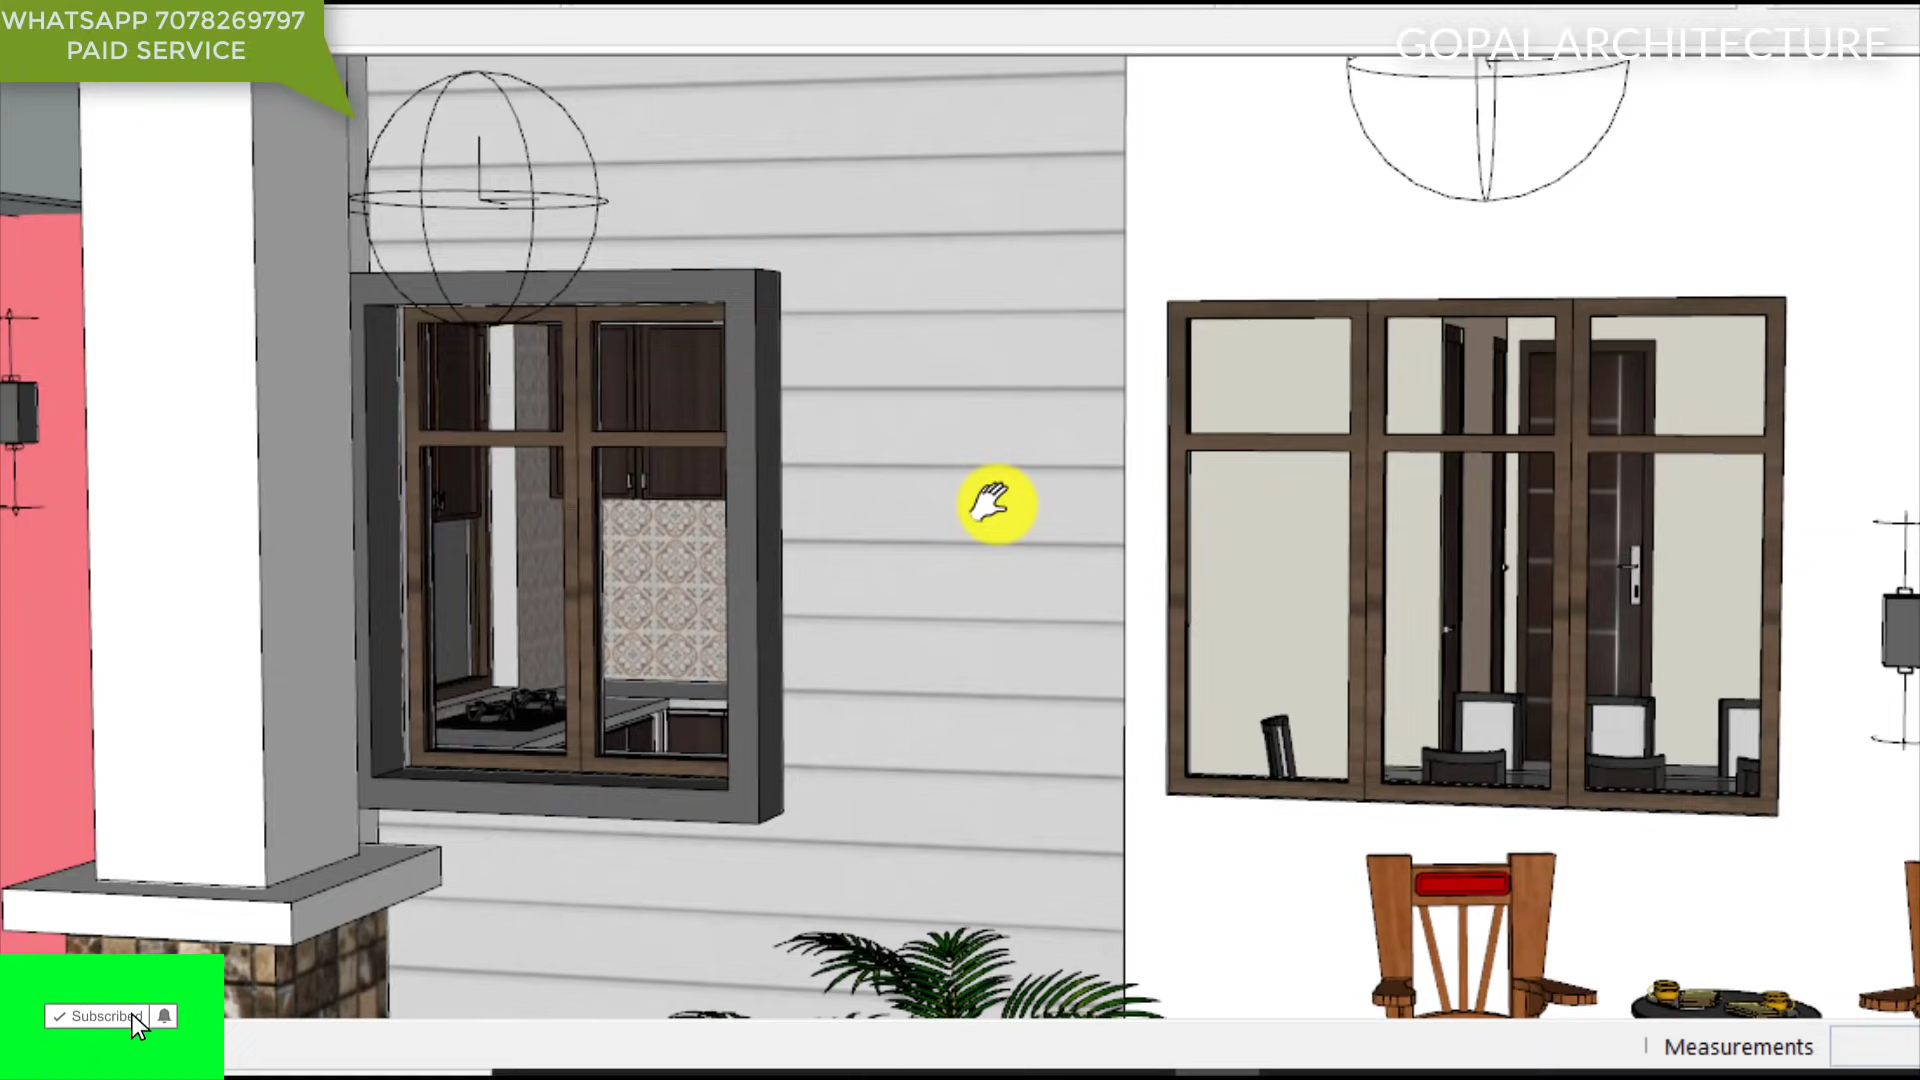 WHATSAPP 7078269797
PAID SERVICE
GOPAL ARCHITECTURE
Subscribed
Measurements